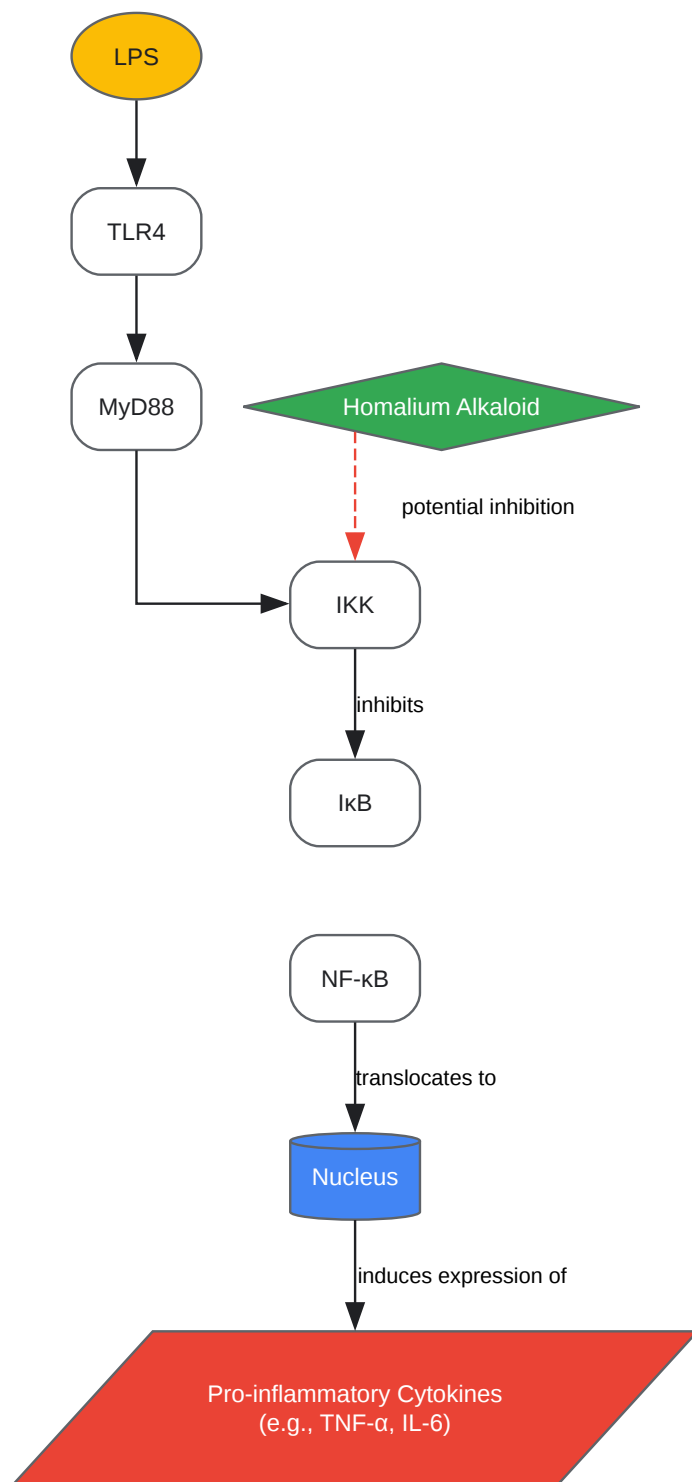 LPS
TLR4
MyD88
Homalium Alkaloid
potential inhibition
IKK
inhibits
IκB
NF-κB
translocates to
Nucleus
induces expression of
Pro-inflammatory Cytokines
(e.g., TNF-α, IL-6)